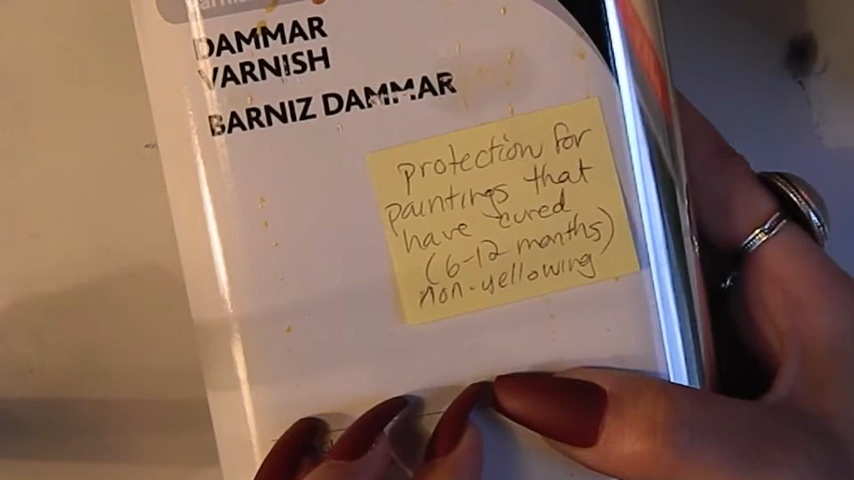 DAMMAR
VARNISH
BARNIZ DAMMAR
protection for
paintings that
have cured
(6-12 months)
non-yellowing